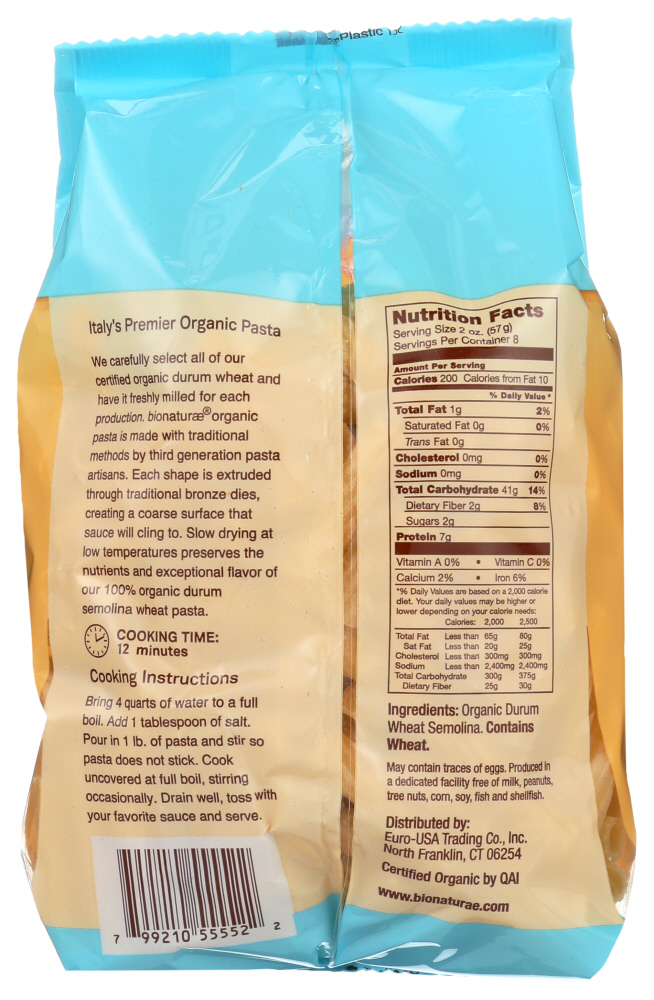 Plastic
Italy's Premier Organic Pasta
We carefully select all of our
certified organic durum wheat and
have it freshly milled for each
production. bionaturæ® organic
pasta is made with traditional
methods by third generation pasta
artisans. Each shape is extruded
through traditional bronze dies,
creating a coarse surface that
sauce will cling to. Slow drying at
low temperatures preserves the
nutrients and exceptional flavor of
our 100% organic durum
semolina wheat pasta.
COOKING TIME:
12 minutes
Cooking Instructions
Bring 4 quarts of water to a full
boil. Add 1 tablespoon of salt.
Pour in 1 lb. of pasta and stir so
pasta does not stick. Cook
uncovered at full boil, stirring
occasionally. Drain well, toss with
your favorite sauce and serve.
7 99210 55552 2
Nutrition Facts
Serving Size 2 oz. (57g)
Servings Per Container 8
Amount Per Serving
Calories 200 Calories from Fat 10
% Daily Value*
Total Fat 1g 2%
Saturated Fat 0g 0%
Trans Fat 0g
Cholesterol 0mg 0%
Sodium 0mg 0%
Total Carbohydrate 41g 14%
Dietary Fiber 2g 8%
Sugars 2g
Protein 7g
Vitamin A 0% • Vitamin C 0%
Calcium 2% • Iron 6%
*% Daily Values are based on a 2,000 calorie
diet. Your daily values may be higher or
lower depending on your calorie needs:
Calories: 2,000 2,500
Total Fat Less than 65g 80g
Sat Fat Less than 20g 25g
Cholesterol Less than 300mg 300mg
Sodium Less than 2,400mg 2,400mg
Total Carbohydrate 300g 375g
Dietary Fiber 25g 30g
Ingredients: Organic Durum
Wheat Semolina. Contains
Wheat.
May contain traces of eggs. Produced in
a dedicated facility free of milk, peanuts,
tree nuts, corn, soy, fish and shellfish.
Distributed by:
Euro-USA Trading Co., Inc.
North Franklin, CT 06254
Certified Organic by QAI
www.bionaturae.com